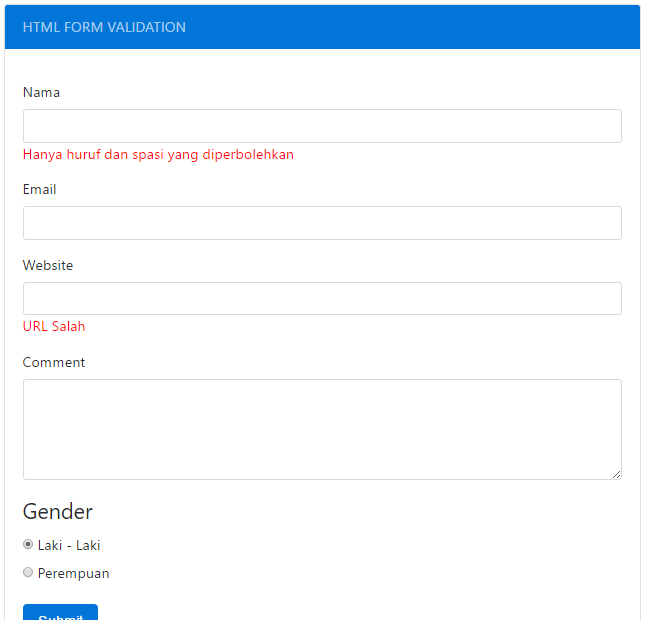 HTML FORM VALIDATION
Nama
Hanya huruf dan spasi yang diperbolehkan
Email
Website
URL Salah
Comment
Gender
Laki - Laki
Perempuan
Submit